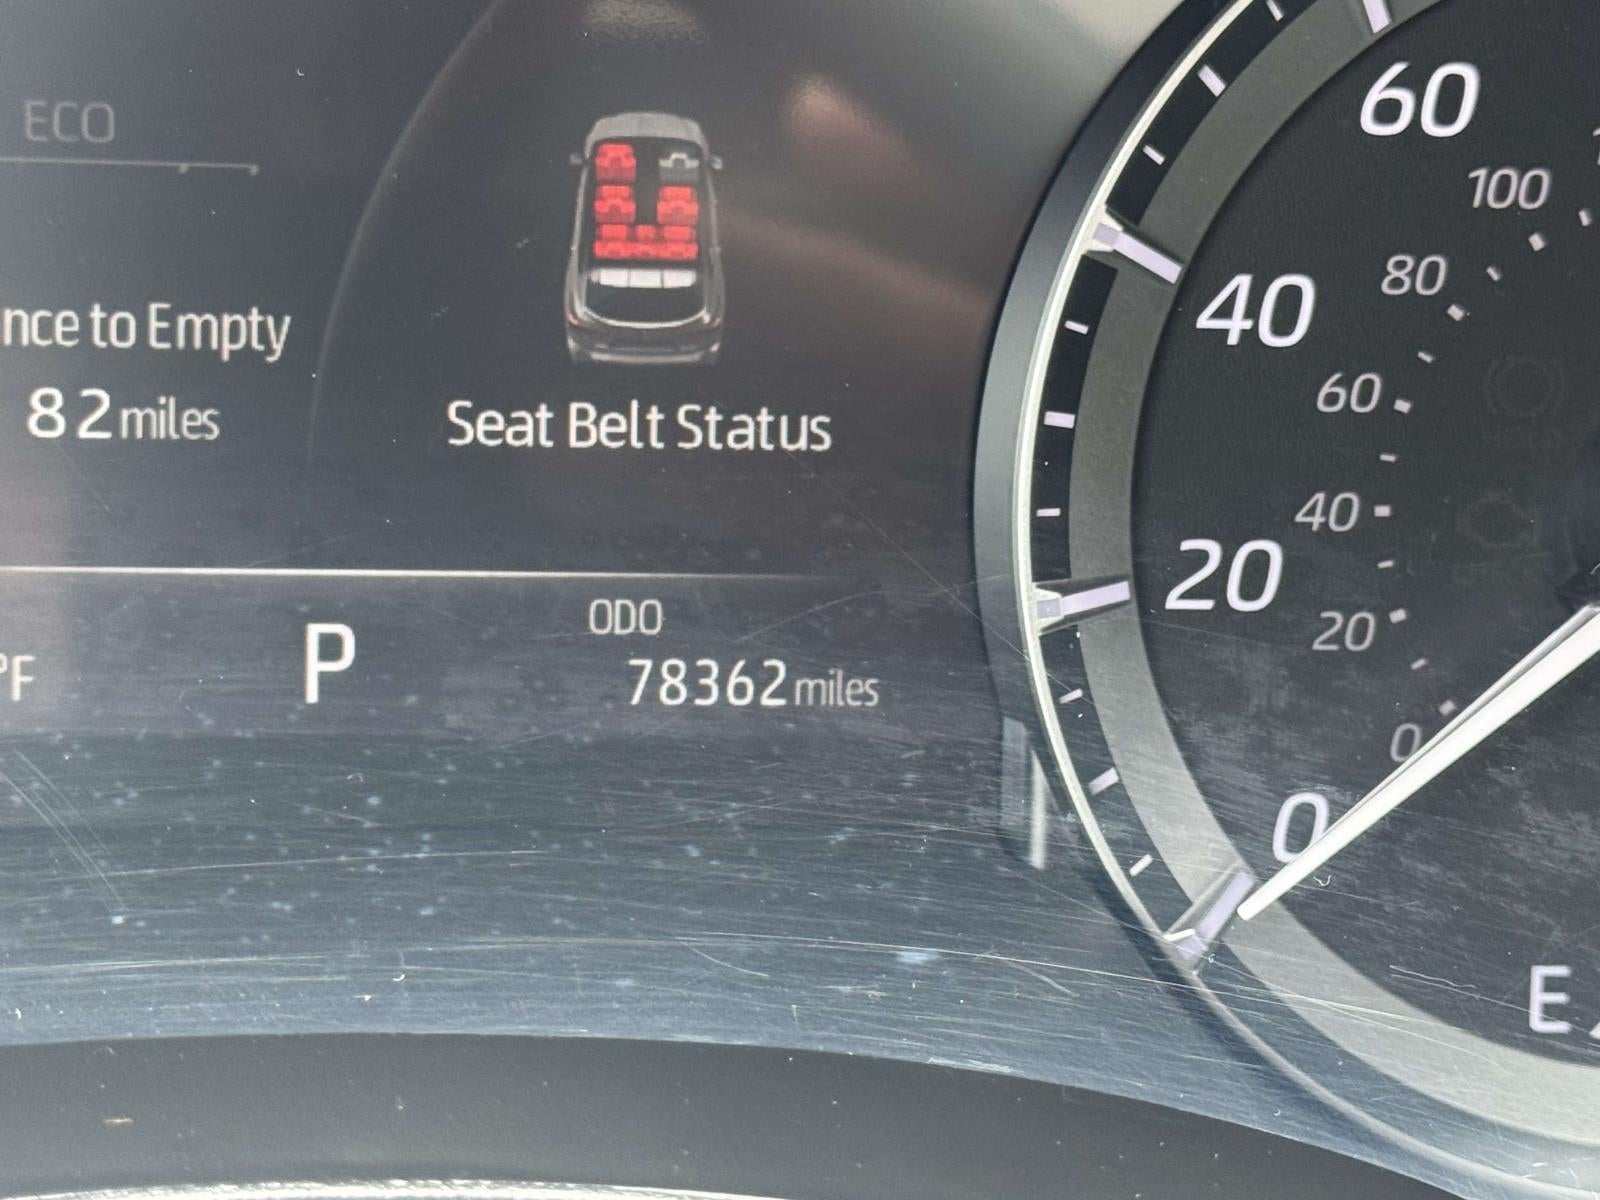 ECO
nce to Empty
82 miles
Seat Belt Status
°F
P
ODO
78362 miles
60
100
80
40
60
40
20
20
0
0
E